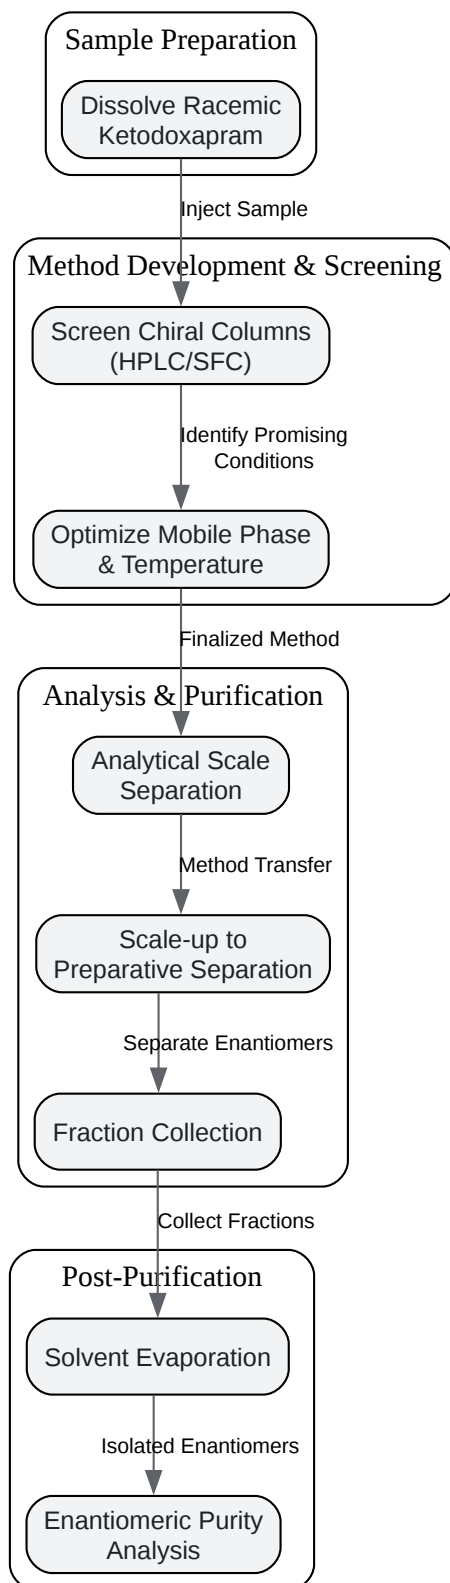 Sample Preparation
Dissolve Racemic
Ketodoxapram
Inject Sample
Method Development & Screening
Screen Chiral Columns
(HPLC/SFC)
Identify Promising
Conditions
Optimize Mobile Phase
& Temperature
Finalized Method
Analysis & Purification
Analytical Scale
Separation
Method Transfer
Scale-up to
Preparative Separation
Separate Enantiomers
Fraction Collection
Collect Fractions
Post-Purification
Solvent Evaporation
Isolated Enantiomers
Enantiomeric Purity
Analysis